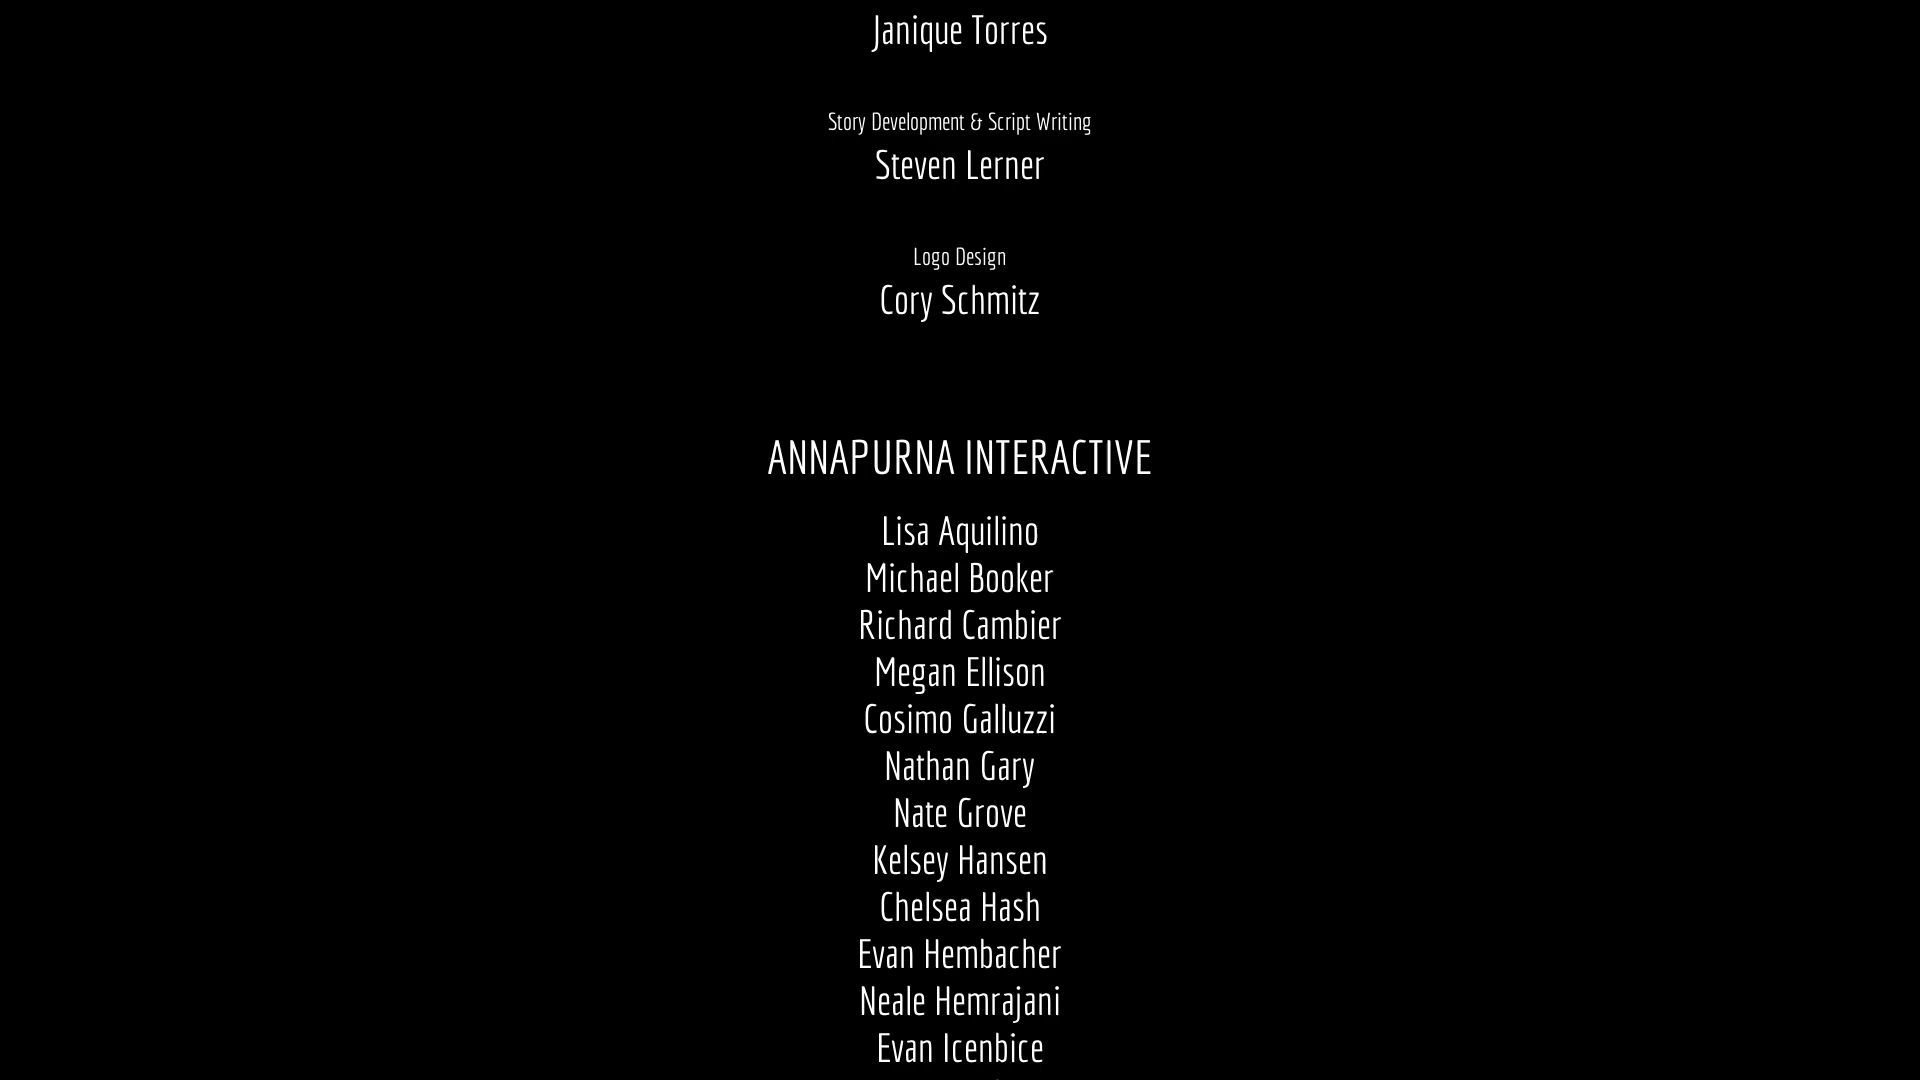 Janique Torres
Story Development & Script Writing
Steven Lerner
Logo Design
Cory Schmitz
ANNAPURNA INTERACTIVE
Lisa Aquilino
Michael Booker
Richard Cambier
Megan Ellison
Cosimo Galluzzi
Nathan Gary
Nate Grove
Kelsey Hansen
Chelsea Hash
Evan Hembacher
Neale Hemrajani
Evan Icenbice